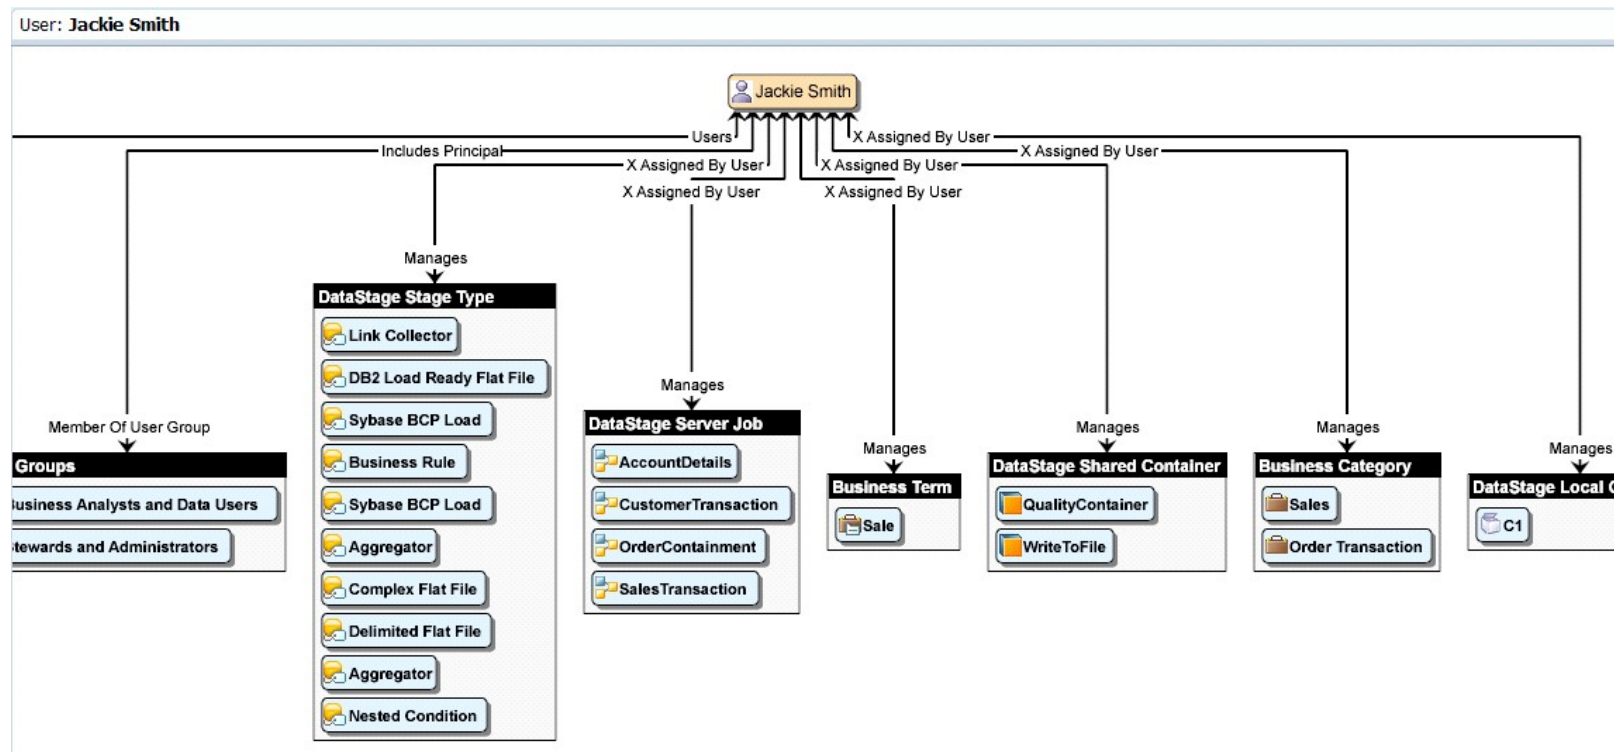 User: Jackie Smith
Jackie Smith
Users
X Assigned By User
Includes Principal
X Assigned By User
X Assigned By User
X Assigned By User
X Assigned By User
X Assigned By User
Manages
DataStage Stage Type
Link Collector
DB2 Load Ready Flat File
Sybase BCP Load
Business Rule
Sybase BCP Load
Aggregator
Complex Flat File
Delimited Flat File
Aggregator
Nested Condition
Manages
DataStage Server Job
AccountDetails
CustomerTransaction
OrderContainment
SalesTransaction
Member Of User Group
Groups
Business Analysts and Data Users
Stewards and Administrators
Manages
Business Term
Sale
Manages
DataStage Shared Container
QualityContainer
WriteToFile
Manages
Business Category
Sales
Order Transaction
Manages
DataStage Local
C1